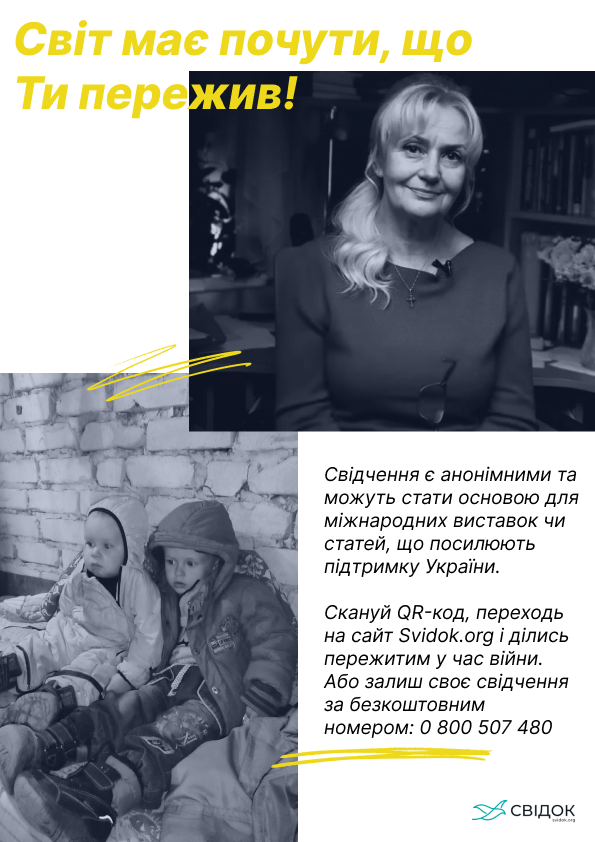 Світ має почути, що
Ти пережив!
Свідчення є анонімними та
можуть стати основою для
міжнародних виставок чи
статей, що посилюють
підтримку України.
Скануй QR-код, переходь
на сайт Svidok.org і ділись
пережитим у час війни.
Або залиш своє свідчення
за безкоштовним
номером: 0 800 507 480
СВІДОК
svidok.org